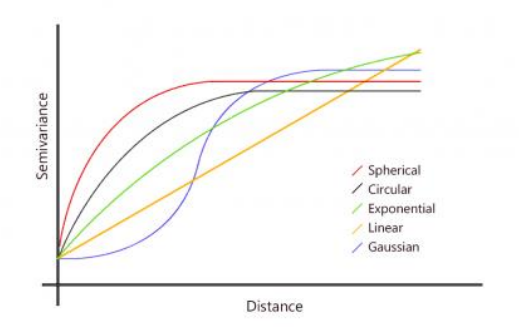 Semivariance
Spherical
Circular
Exponential
Linear
Gaussian
Distance